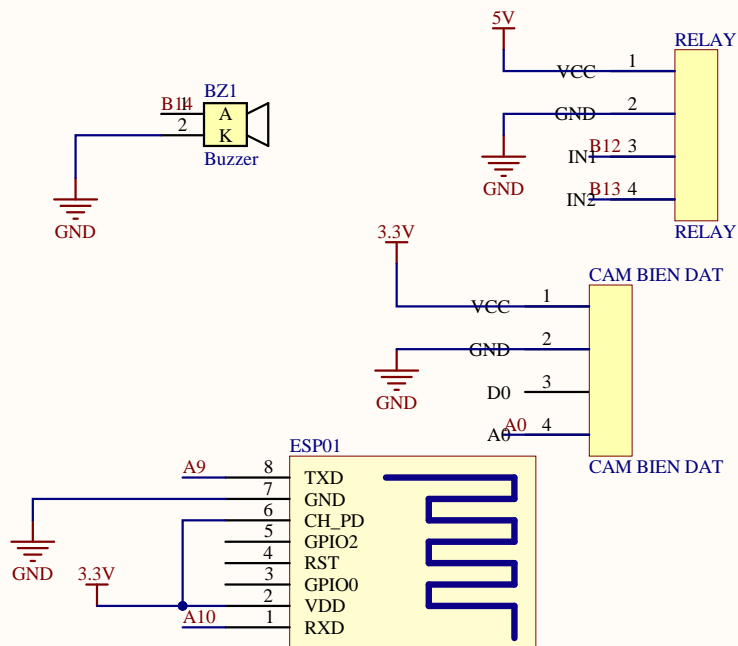 5V
RELAY
VCC 1
GND 2
GND
IN1 B12 3
IN2 B13 4
RELAY
BZ1
B14 1 A
2 K
Buzzer
GND
3.3V
CAM BIEN DAT
VCC 1
GND 2
GND
D0 3
A0 A0 4
CAM BIEN DAT
ESP01
A9 8 TXD
7 GND
GND
6 CH_PD
5 GPIO2
4 RST
3 GPIO0
3.3V
2 VDD
A10 1 RXD